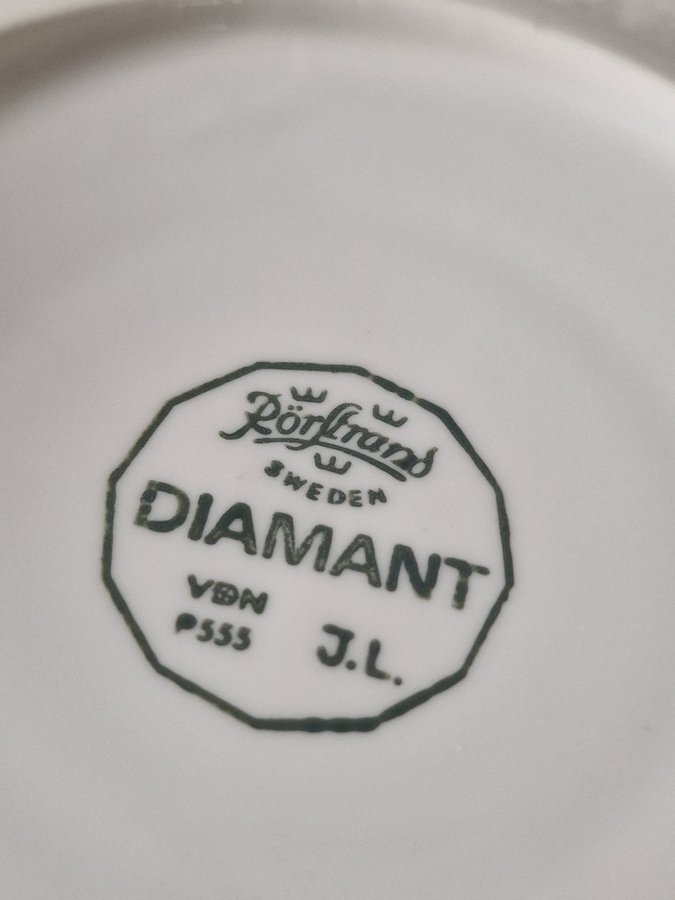 Rörstrand
SWEDEN
DIAMANT
VDN
P555
J.L.